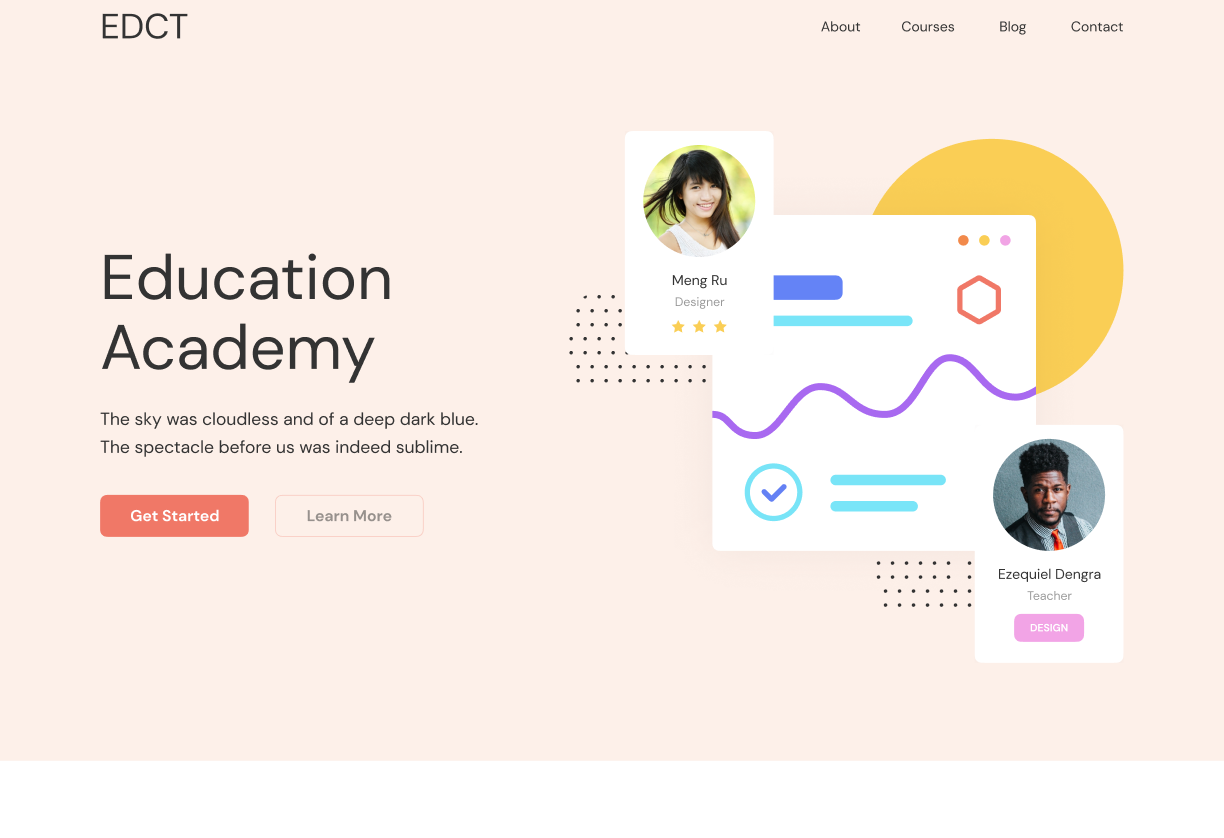 EDCT
About
Courses
Blog
Contact
Education
Academy
The sky was cloudless and of a deep dark blue.
The spectacle before us was indeed sublime.
Get Started
Learn More
Meng Ru
Designer
Ezequiel Dengra
Teacher
DESIGN